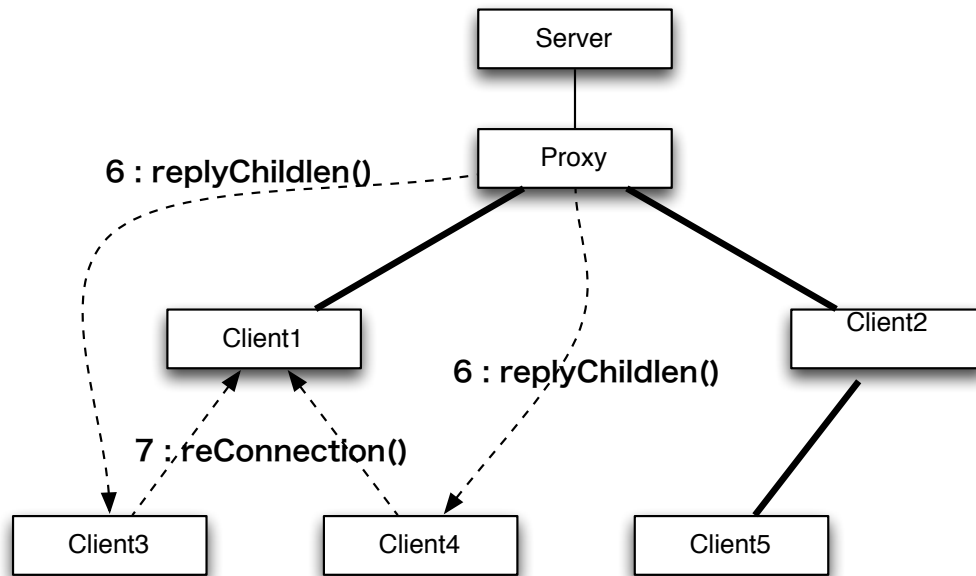 Server
Proxy
6 : replyChildlen()
Client1
Client2
6 : replyChildlen()
7 : reConnection()
Client3
Client4
Client5